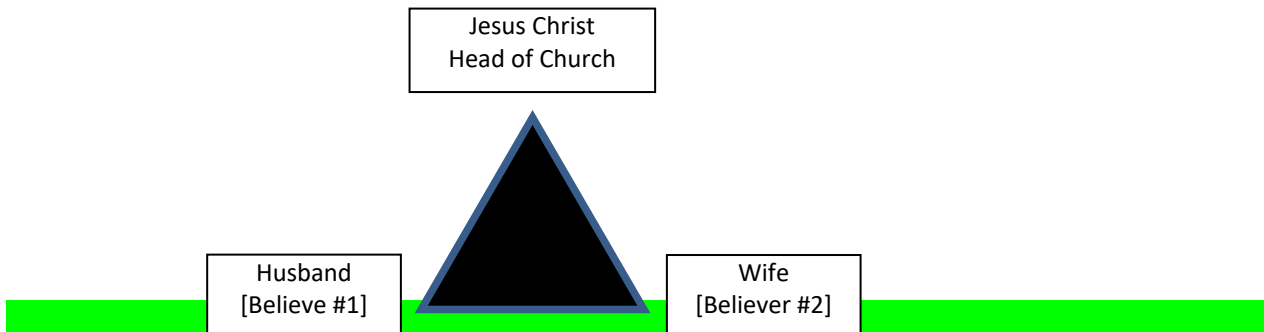 Jesus Christ
Head of Church
Husband
[Believe #1]
Wife
[Believer #2]